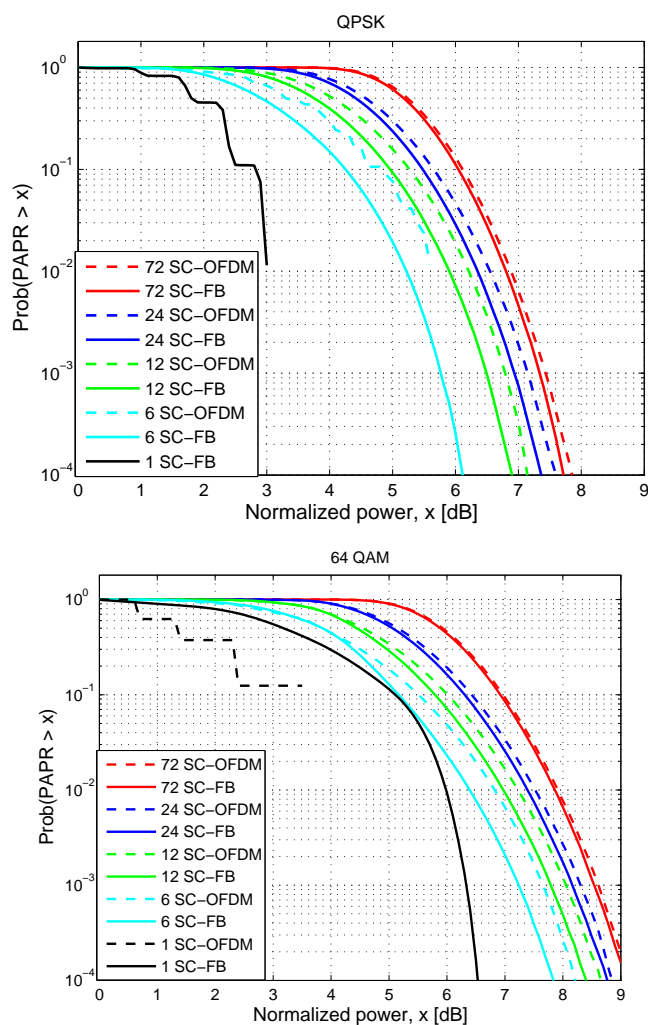 QPSK
10^0
10^-1
10^-2
10^-3
10^-4
Prob(PAPR > x)
72 SC-OFDM
72 SC-FB
24 SC-OFDM
24 SC-FB
12 SC-OFDM
12 SC-FB
6 SC-OFDM
6 SC-FB
1 SC-FB
0 1 2 3 4 5 6 7 8 9
Normalized power, x [dB]
64 QAM
10^0
10^-1
10^-2
10^-3
10^-4
Prob(PAPR > x)
72 SC-OFDM
72 SC-FB
24 SC-OFDM
24 SC-FB
12 SC-OFDM
12 SC-FB
6 SC-OFDM
6 SC-FB
1 SC-OFDM
1 SC-FB
0 1 2 3 4 5 6 7 8 9
Normalized power, x [dB]